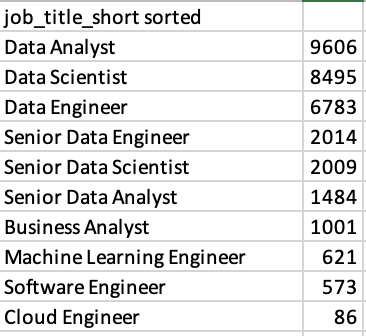 job_title_short sorted
Data Analyst 9606
Data Scientist 8495
Data Engineer 6783
Senior Data Engineer 2014
Senior Data Scientist 2009
Senior Data Analyst 1484
Business Analyst 1001
Machine Learning Engineer 621
Software Engineer 573
Cloud Engineer 86